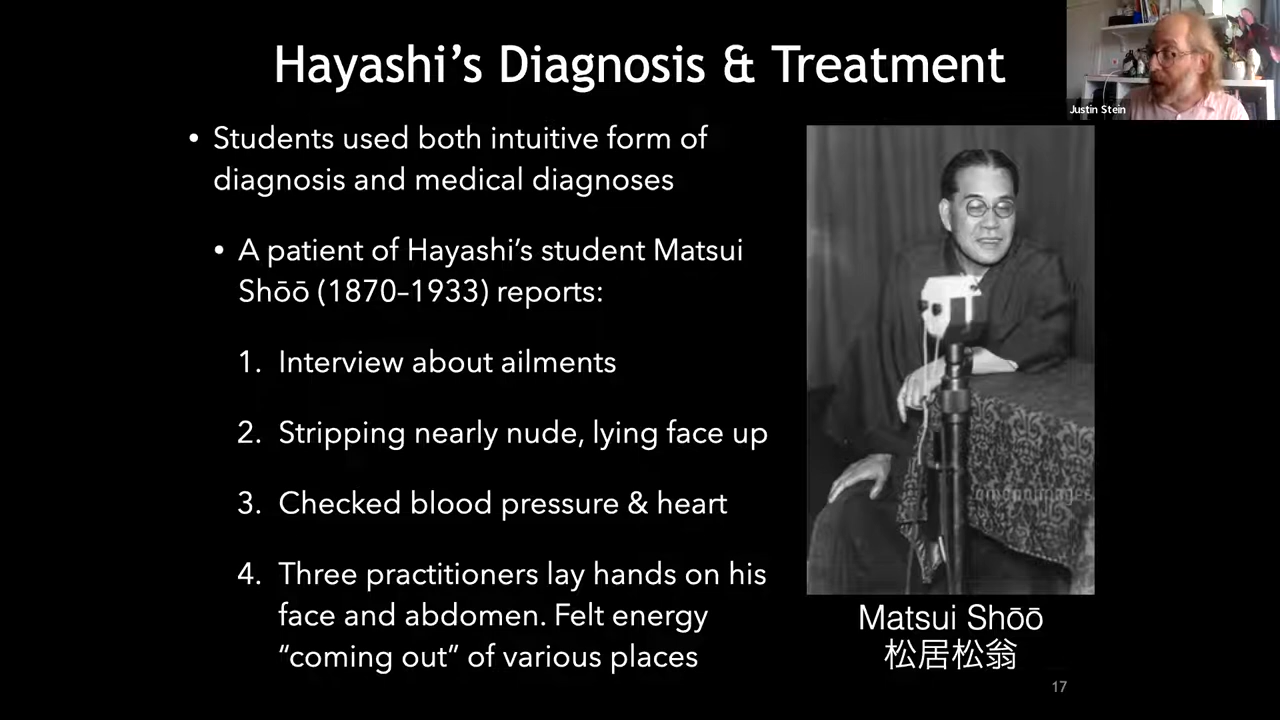 Hayashi’s Diagnosis & Treatment
Justin Stein
• Students used both intuitive form of
diagnosis and medical diagnoses
• A patient of Hayashi’s student Matsui
Shōō (1870–1933) reports:
1. Interview about ailments
2. Stripping nearly nude, lying face up
3. Checked blood pressure & heart
4. Three practitioners lay hands on his
face and abdomen. Felt energy
“coming out” of various places
amanaimages
Matsui Shōō
松居松翁
17